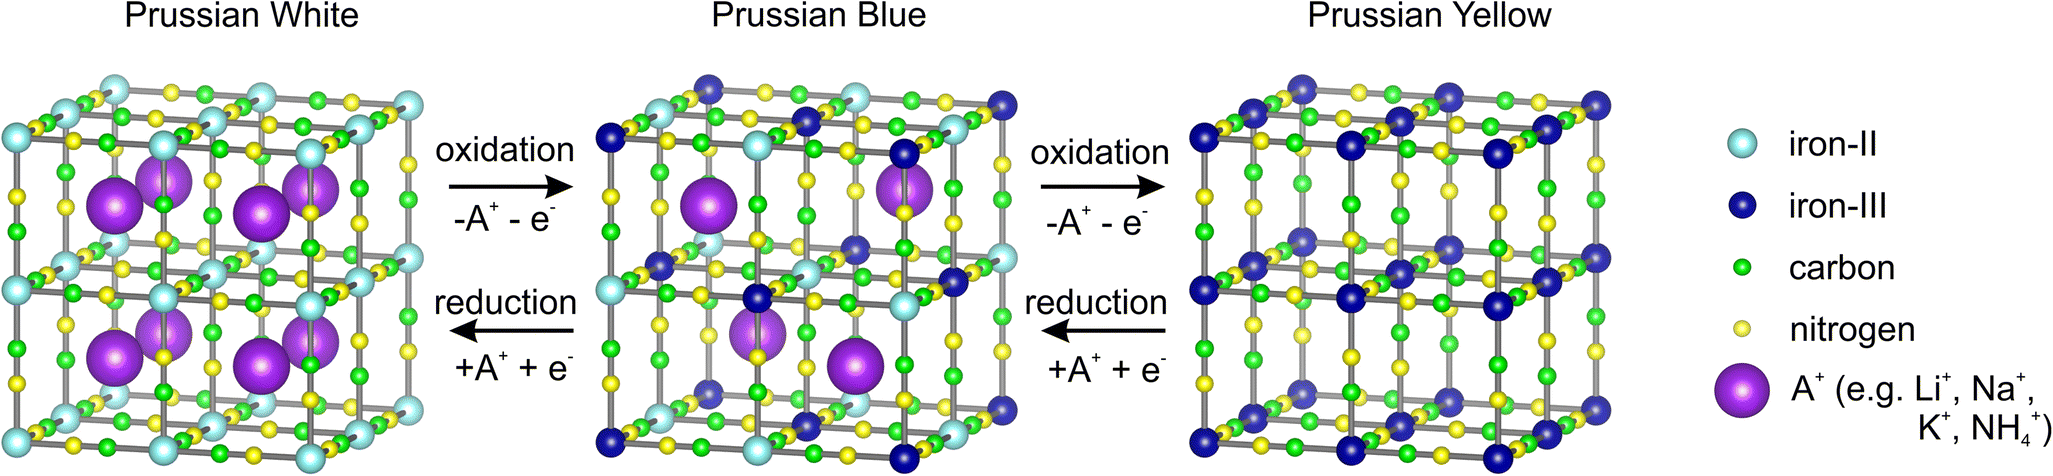 Prussian White
Prussian Blue
Prussian Yellow
oxidation
-A⁺ - e⁻
reduction
+A⁺ + e⁻
oxidation
-A⁺ - e⁻
reduction
+A⁺ + e⁻
iron-II
iron-III
carbon
nitrogen
A⁺ (e.g. Li⁺, Na⁺,
K⁺, NH₄⁺)